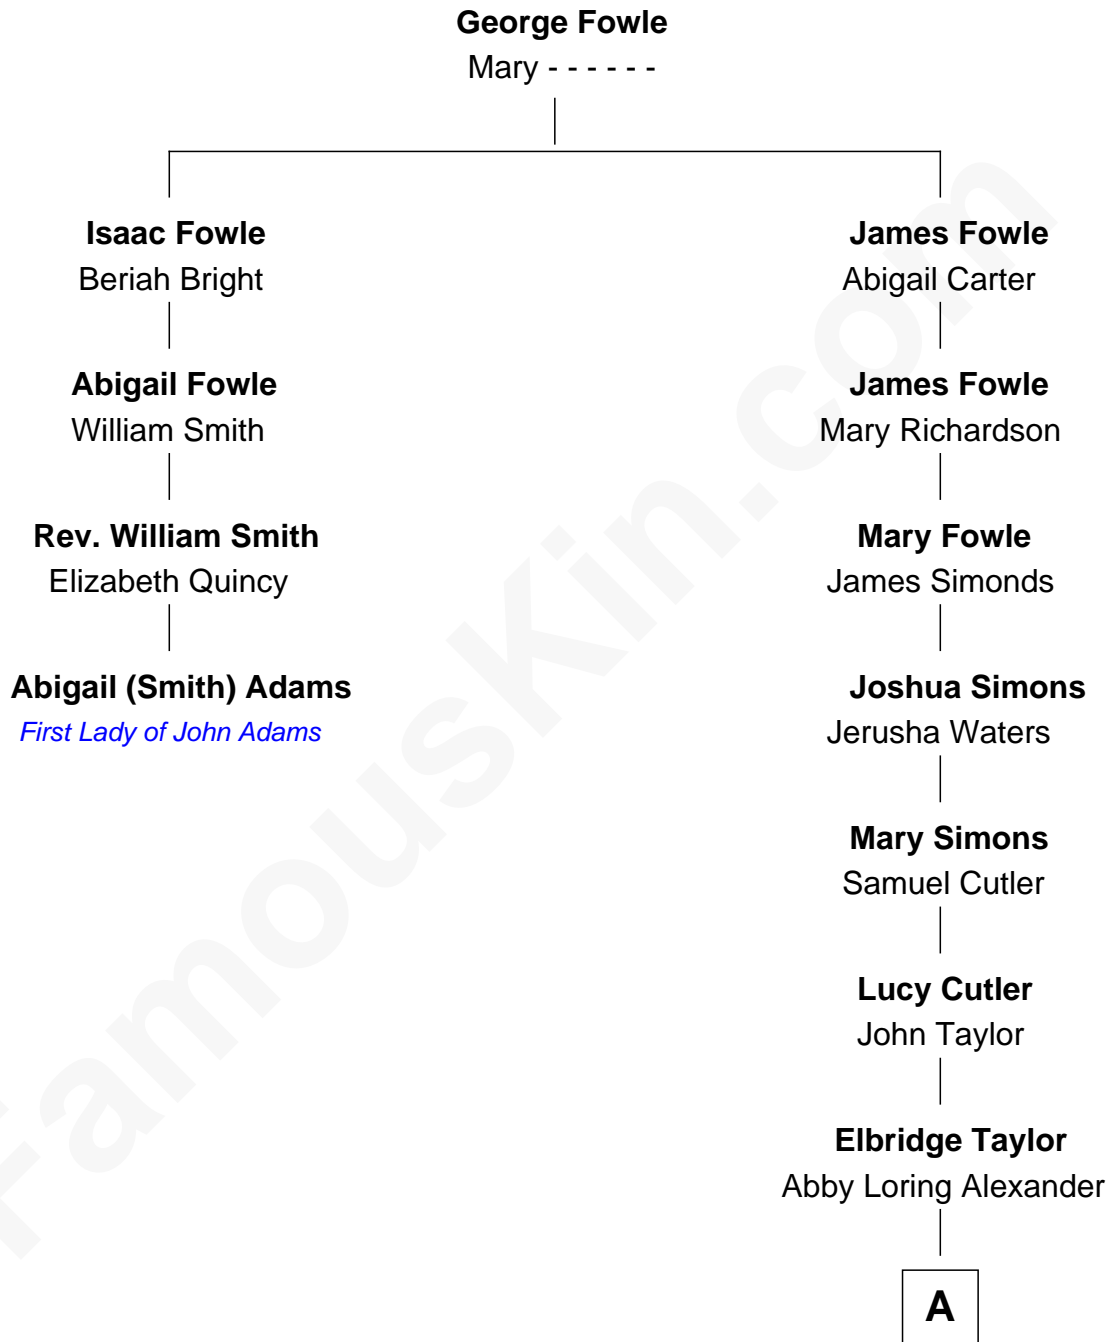 George Fowle
Mary - - - - - -
Isaac Fowle
Beriah Bright
James Fowle
Abigail Carter
Abigail Fowle
William Smith
James Fowle
Mary Richardson
Rev. William Smith
Elizabeth Quincy
Mary Fowle
James Simonds
Abigail (Smith) Adams
First Lady of John Adams
Joshua Simons
Jerusha Waters
Mary Simons
Samuel Cutler
Lucy Cutler
John Taylor
Elbridge Taylor
Abby Loring Alexander
A
FamousKin.com